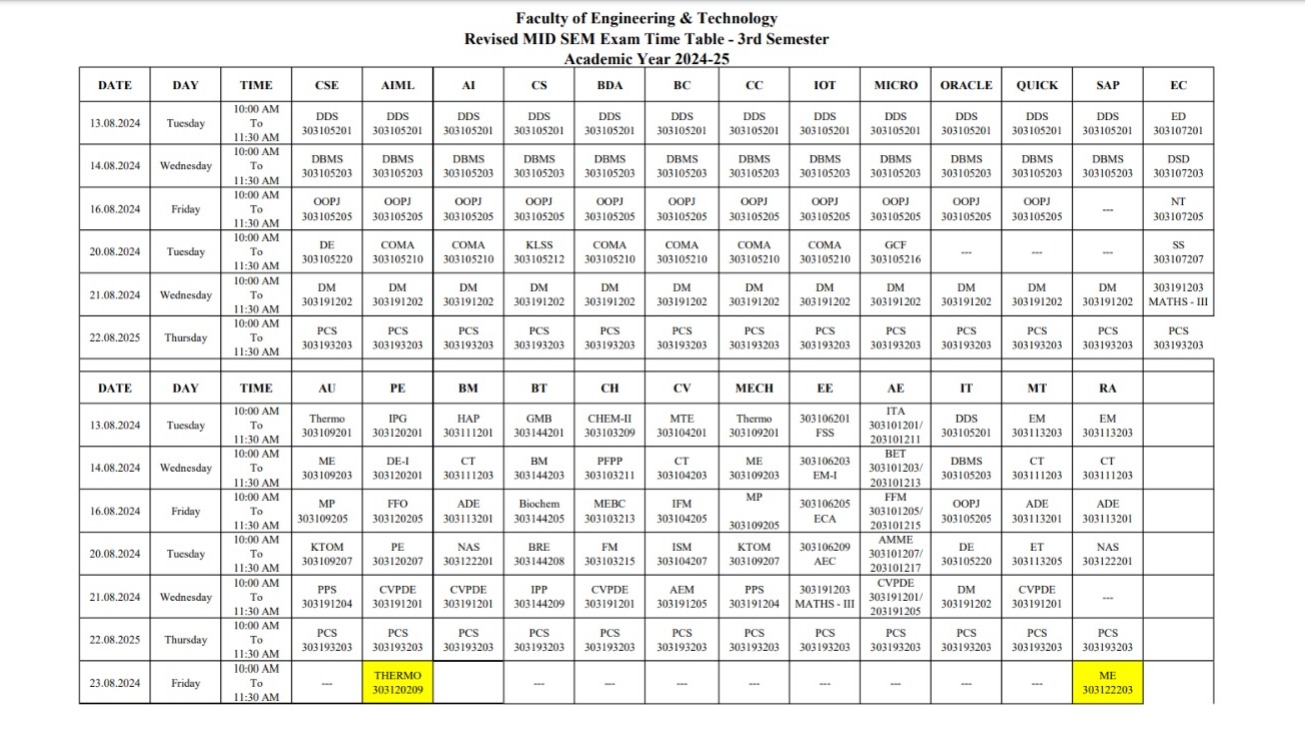 Faculty of Engineering & Technology
Revised MID SEM Exam Time Table - 3rd Semester
Academic Year 2024-25
DATE DAY TIME CSE AIML AI CS BDA BC CC IOT MICRO ORACLE QUICK SAP EC
10:00 AM
DDS DDS DDS DDS DDS DDS DDS DDS DDS DDS DDS DDS ED
13.08.2024 Tuesday To
303105201 303105201 303105201 303105201 303105201 303105201 303105201 303105201 303105201 303105201 303105201 303105201 303107201
11:30 AM
10:00 AM
DBMS DBMS DBMS DBMS DBMS DBMS DBMS DBMS DBMS DBMS DBMS DBMS DSD
14.08.2024 Wednesday To
303105203 303105203 303105203 303105203 303105203 303105203 303105203 303105203 303105203 303105203 303105203 303105203 303107203
11:30 AM
10:00 AM
OOPJ OOPJ OOPJ OOPJ OOPJ OOPJ OOPJ OOPJ OOPJ OOPJ OOPJ NT
16.08.2024 Friday To ---
303105205 303105205 303105205 303105205 303105205 303105205 303105205 303105205 303105205 303105205 303105205 303107205
11:30 AM
10:00 AM
DE COMA COMA KLSS COMA COMA COMA COMA GCF SS
20.08.2024 Tuesday To --- --- ---
303105220 303105210 303105210 303105212 303105210 303105210 303105210 303105210 303105216 303107207
11:30 AM
10:00 AM
DM DM DM DM DM DM DM DM DM DM DM DM 303191203
21.08.2024 Wednesday To
303191202 303191202 303191202 303191202 303191202 303191202 303191202 303191202 303191202 303191202 303191202 303191202 MATHS - III
11:30 AM
10:00 AM
PCS PCS PCS PCS PCS PCS PCS PCS PCS PCS PCS PCS PCS
22.08.2025 Thursday To
303193203 303193203 303193203 303193203 303193203 303193203 303193203 303193203 303193203 303193203 303193203 303193203 303193203
11:30 AM
DATE DAY TIME AU PE BM BT CH CV MECH EE AE IT MT RA
10:00 AM ITA
Thermo IPG HAP GMB CHEM-II MTE Thermo 303106201 DDS EM EM
13.08.2024 Tuesday To 303101201/
303109201 303120201 303111201 303144201 303103209 303104201 303109201 FSS 303105201 303113203 303113203
11:30 AM 203101211
10:00 AM BET
ME DE-I CT BM PFPP CT ME 303106203 DBMS CT CT
14.08.2024 Wednesday To 303101203/
303109203 303120201 303111203 303144203 303103211 303104203 303109203 EM-I 303105203 303111203 303111203
11:30 AM 203101213
10:00 AM MP FFM
MP FFO ADE Biochem MEBC IFM 303106205 OOPJ ADE ADE
16.08.2024 Friday To 303101205/
303109205 303120205 303113201 303144205 303103213 303104205 303109205 ECA 303105205 303113201 303113201
11:30 AM 203101215
10:00 AM AMME
KTOM PE NAS BRE FM ISM KTOM 303106209 DE ET NAS
20.08.2024 Tuesday To 303101207/
303109207 303120207 303122201 303144208 303103215 303104207 303109207 AEC 303105220 303113205 303122201
11:30 AM 203101217
10:00 AM CVPDE
PPS CVPDE CVPDE IPP CVPDE AEM PPS 303191203 DM CVPDE
21.08.2024 Wednesday To 303191201/ ---
303191204 303191201 303191201 303144209 303191201 303191205 303191204 MATHS - III 303191202 303191201
11:30 AM 203191205
10:00 AM
PCS PCS PCS PCS PCS PCS PCS PCS PCS PCS PCS PCS
22.08.2025 Thursday To
303193203 303193203 303193203 303193203 303193203 303193203 303193203 303193203 303193203 303193203 303193203 303193203
11:30 AM
10:00 AM
THERMO ME
23.08.2024 Friday To --- --- --- --- --- --- --- --- ---
303120209 303122203
11:30 AM